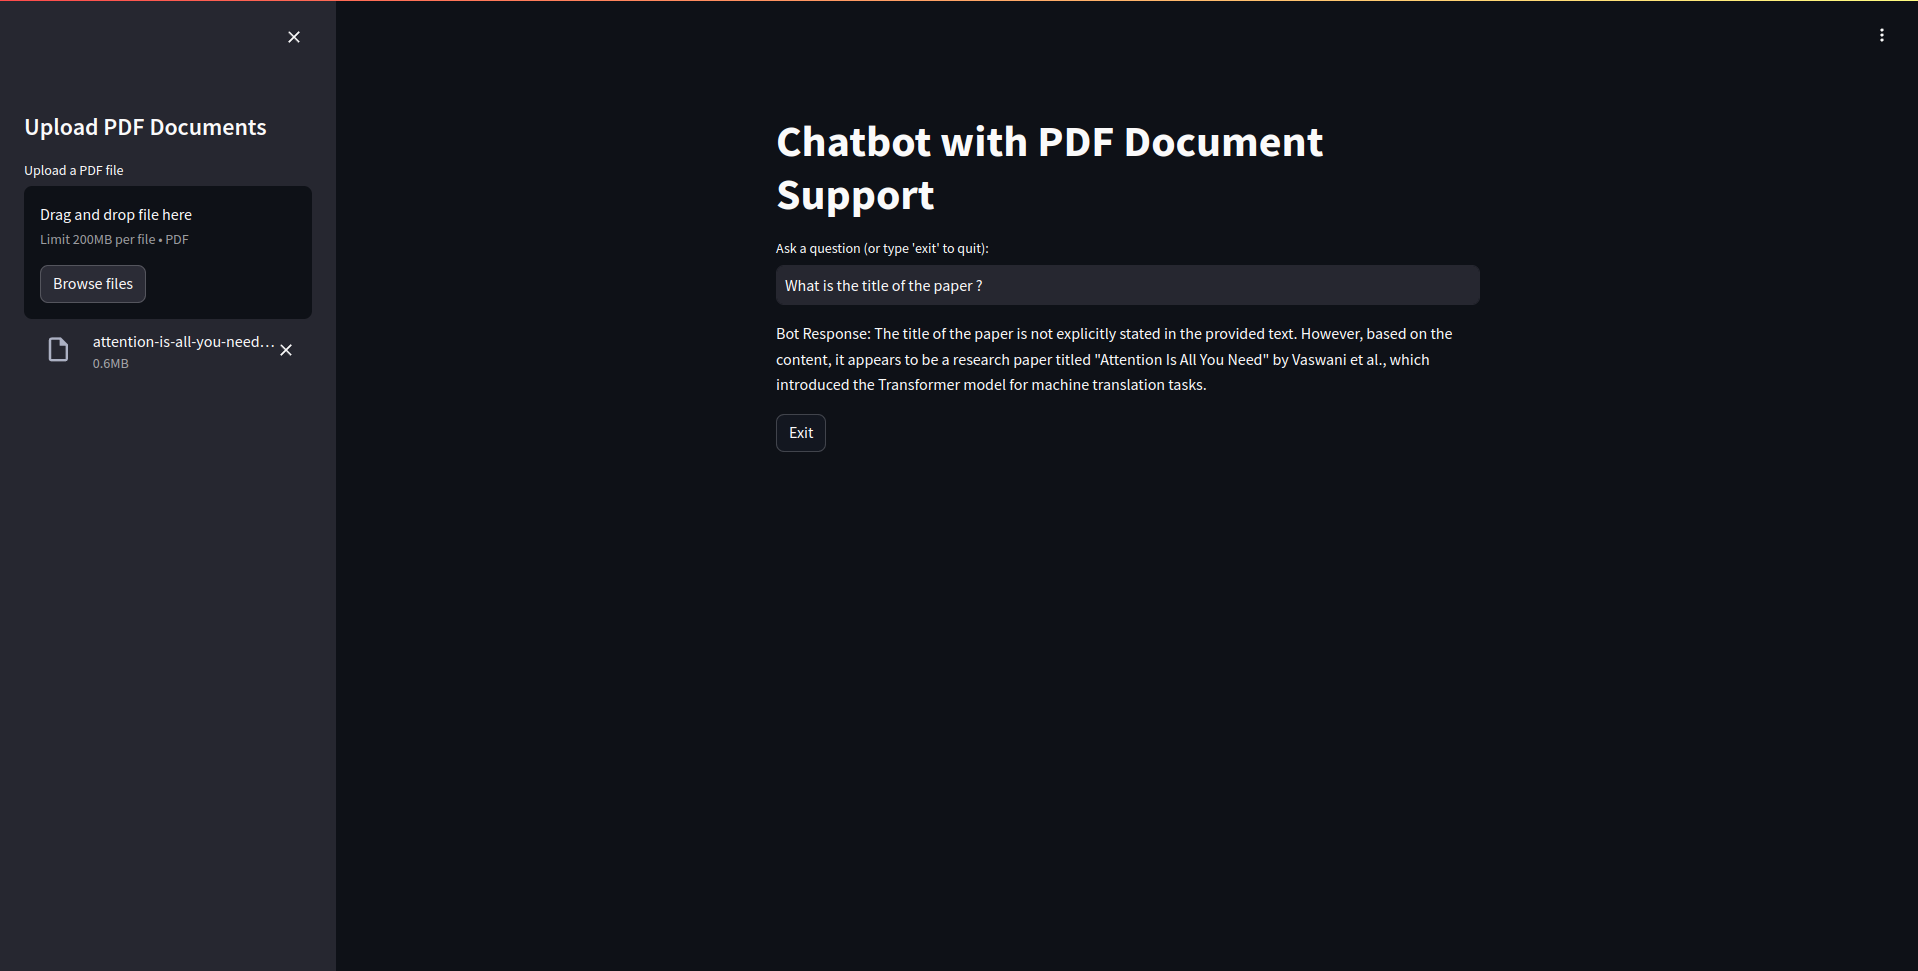 Upload PDF Documents
Upload a PDF file
Drag and drop file here
Limit 200MB per file • PDF
Browse files
attention-is-all-you-need...
0.6MB
Chatbot with PDF Document
Support
Ask a question (or type 'exit' to quit):
What is the title of the paper ?
Bot Response: The title of the paper is not explicitly stated in the provided text. However, based on the
content, it appears to be a research paper titled "Attention Is All You Need" by Vaswani et al., which
introduced the Transformer model for machine translation tasks.
Exit